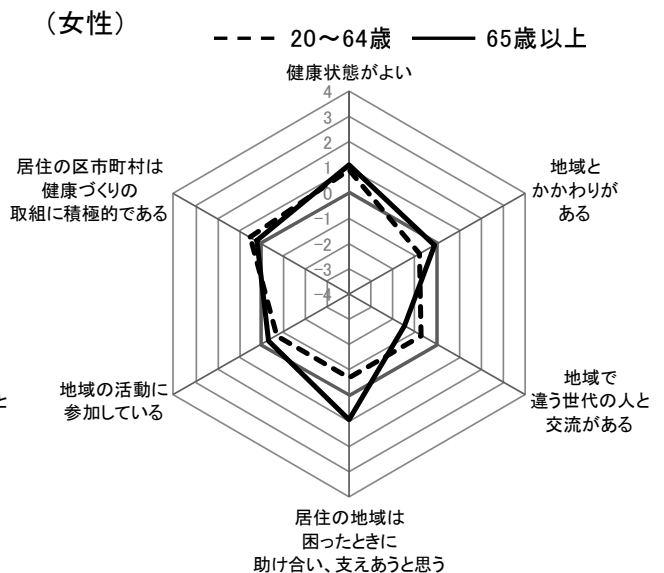 （女性）
20～64歳
65歳以上
健康状態がよい
4
3
2
1
0
-1
-2
-3
-4
地域と
かかわりが
ある
地域で
違う世代の人と
交流がある
居住の地域は
困ったときに
助け合い、支えあうと思う
地域の活動に
参加している
と
居住の区市町村は
健康づくりの
取組に積極的である